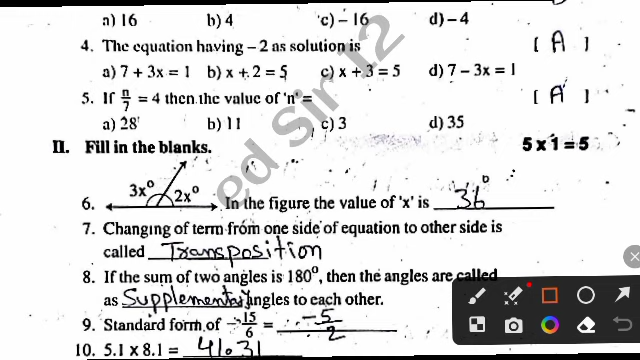 a) 16 b) 4 c) – 16 d) – 4
4. The equation having – 2 as solution is [ A ]
a) 7 + 3x = 1 b) x + 2 = 5 c) x + 3 = 5 d) 7 – 3x = 1
5. If n/7 = 4 then the value of 'n' = [ A ]
a) 28 b) 11 c) 3 d) 35
II. Fill in the blanks. 5 x 1 = 5
3x° 2x°
6. In the figure the value of 'x' is 36°
7. Changing of term from one side of equation to other side is
called Transposition
8. If the sum of two angles is 180°, then the angles are called
as Supplementary angles to each other.
9. Standard form of –15/6 = –5/2
10. 5.1 x 8.1 = 41.31
ed Sir 12